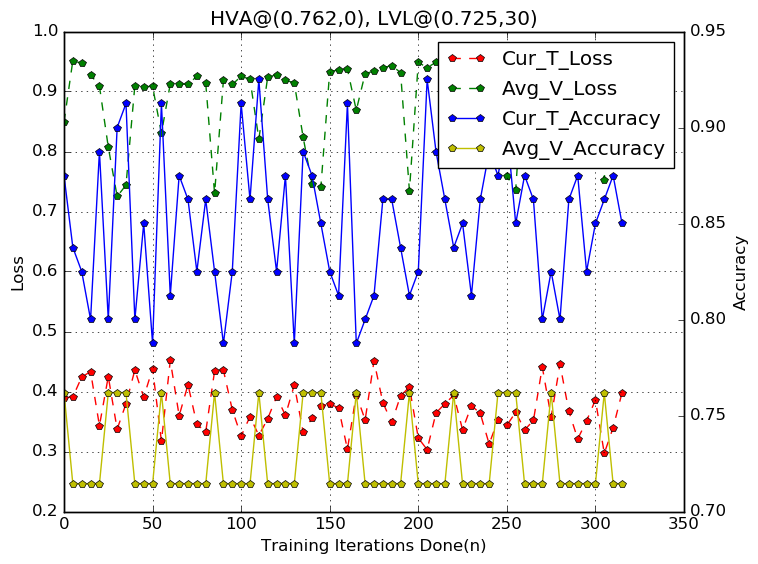 HVA@(0.762,0), LVL@(0.725,30)
1.0
0.9
0.8
0.7
0.6
0.5
0.4
0.3
0.2
Loss
0.95
0.90
0.85
0.80
0.75
0.70
Accuracy
Cur_T_Loss
Avg_V_Loss
Cur_T_Accuracy
Avg_V_Accuracy
0 50 100 150 200 250 300 350
Training Iterations Done(n)